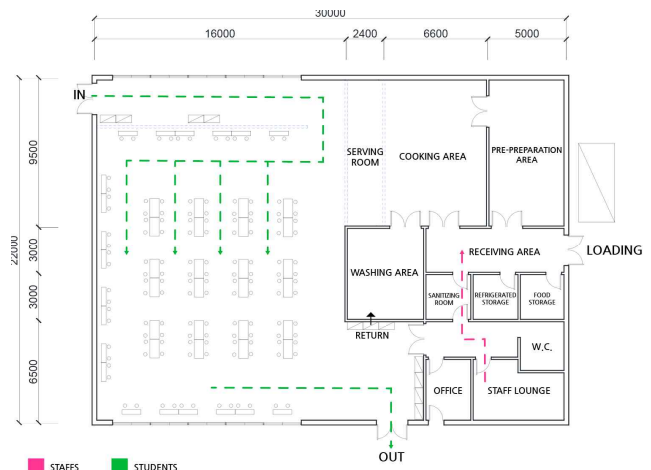 30000
16000
2400
6600
5000
IN
9500
3000
3000
6500
22000
SERVING
ROOM
COOKING AREA
PRE-PREPARATION
AREA
WASHING AREA
RECEIVING AREA
LOADING
SANITIZING
ROOM
REFRIGERATED
STORAGE
FOOD
STORAGE
RETURN
W.C.
OFFICE
STAFF LOUNGE
OUT
STAFFS
STUDENTS